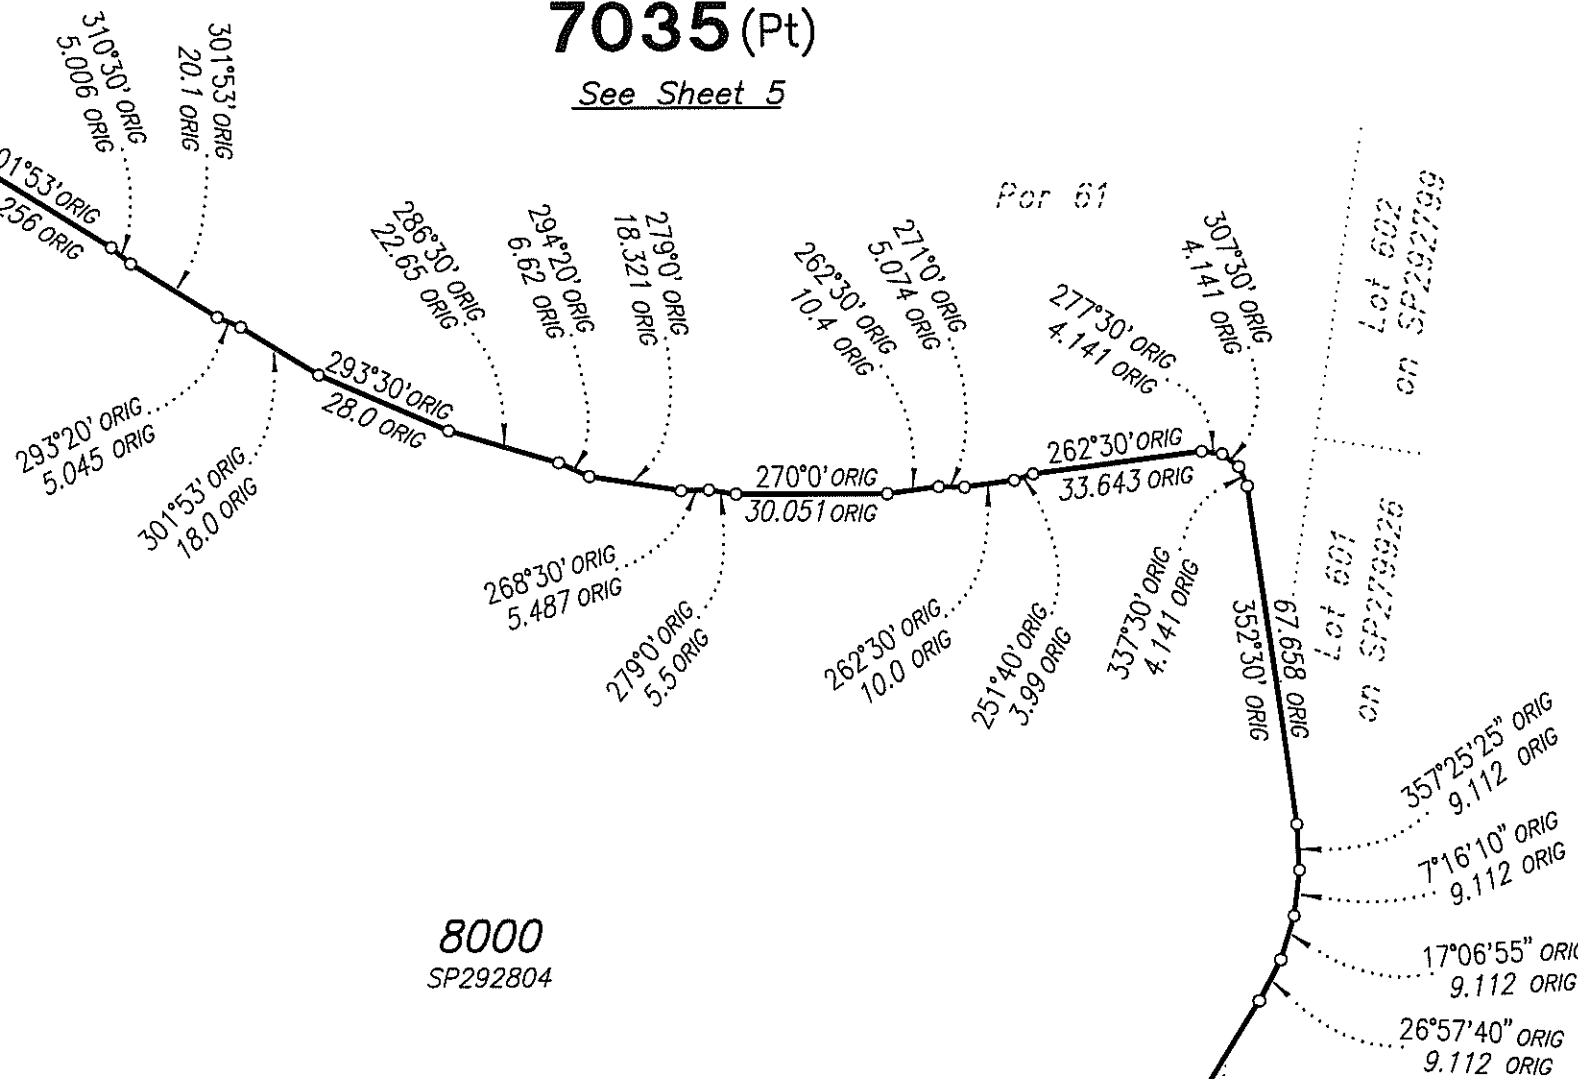 7035 (Pt)
See Sheet 5
310°30' ORIG
5.006 ORIG
301°53' ORIG
20.1 ORIG
01°53' ORIG
256 ORIG
286°30' ORIG
22.65 ORIG
294°20' ORIG
6.62 ORIG
279°0' ORIG
18.321 ORIG
Por 61
262°30' ORIG
10.4 ORIG
271°0' ORIG
5.074 ORIG
277°30' ORIG
4.141 ORIG
307°30' ORIG
4.141 ORIG
Lot 602
on SP292799
293°20' ORIG
5.045 ORIG
301°53' ORIG
18.0 ORIG
293°30' ORIG
28.0 ORIG
270°0' ORIG
30.051 ORIG
262°30' ORIG
33.643 ORIG
268°30' ORIG
5.487 ORIG
279°0' ORIG
5.5 ORIG
262°30' ORIG
10.0 ORIG
251°40' ORIG
3.99 ORIG
337°30' ORIG
4.141 ORIG
67.658 ORIG
352°30' ORIG
Lot 601
on SP279926
357°25'25" ORIG
9.112 ORIG
7°16'10" ORIG
9.112 ORIG
17°06'55" ORIG
9.112 ORIG
26°57'40" ORIG
9.112 ORIG
8000
SP292804